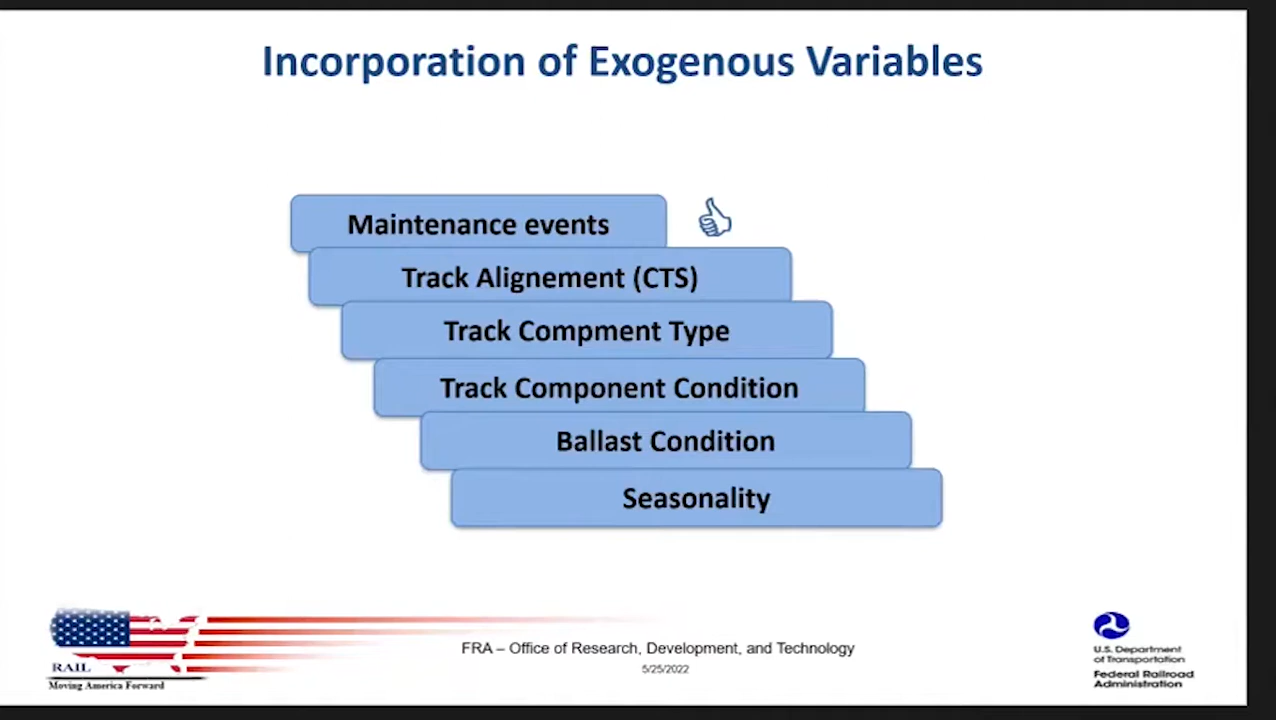 Incorporation of Exogenous Variables
Maintenance events
Track Alignement (CTS)
Track Compment Type
Track Component Condition
Ballast Condition
Seasonality
RAIL
Moving America Forward
FRA – Office of Research, Development, and Technology
5/25/2022
U.S. Department
of Transportation
Federal Railroad
Administration